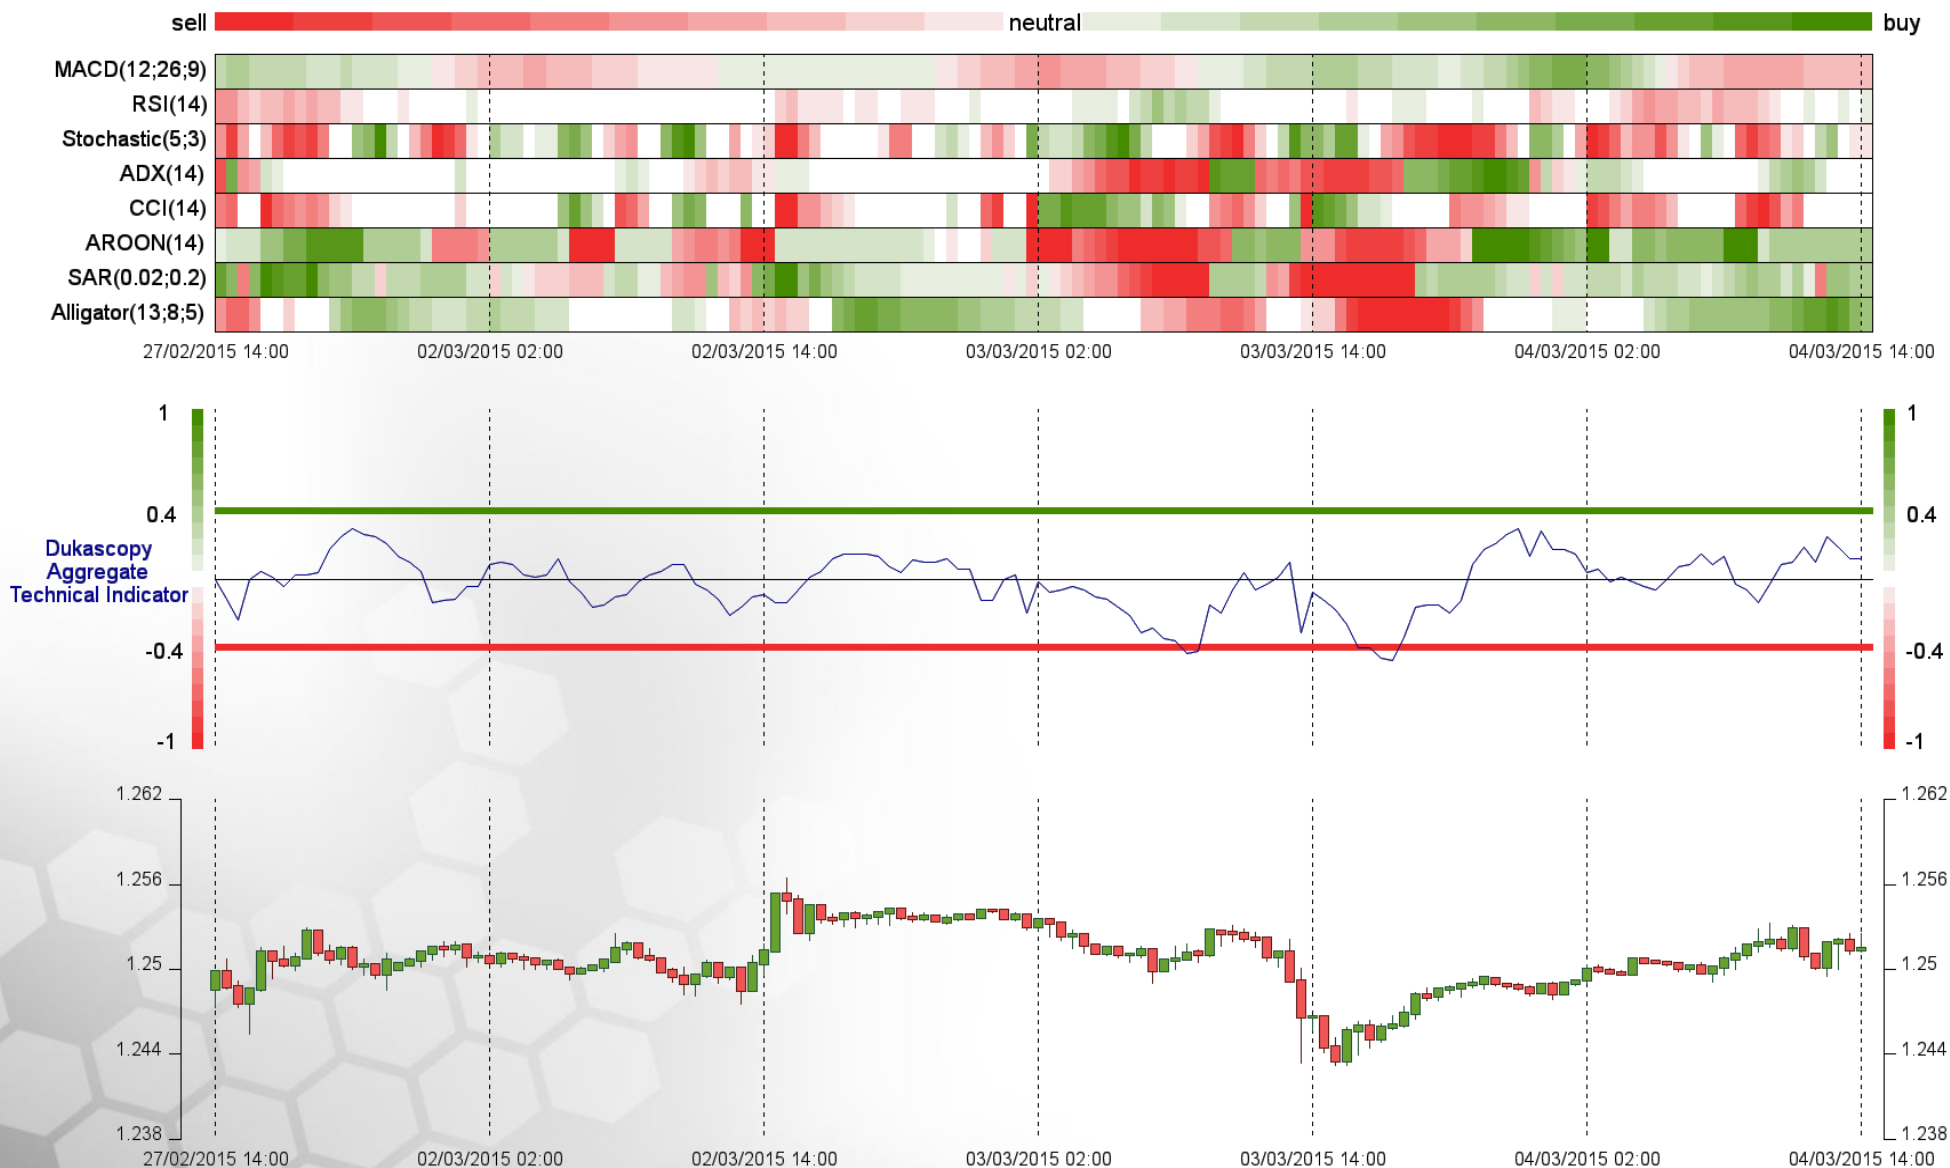 sell neutral buy
MACD(12;26;9)
RSI(14)
Stochastic(5;3)
ADX(14)
CCI(14)
AROON(14)
SAR(0.02;0.2)
Alligator(13;8;5)
27/02/2015 14:00 02/03/2015 02:00 02/03/2015 14:00 03/03/2015 02:00 03/03/2015 14:00 04/03/2015 02:00 04/03/2015 14:00
1 1
0.4 0.4
Dukascopy
Aggregate
Technical Indicator
-0.4 -0.4
-1 -1
1.262 1.262
1.256 1.256
1.25 1.25
1.244 1.244
1.238 1.238
27/02/2015 14:00 02/03/2015 02:00 02/03/2015 14:00 03/03/2015 02:00 03/03/2015 14:00 04/03/2015 02:00 04/03/2015 14:00